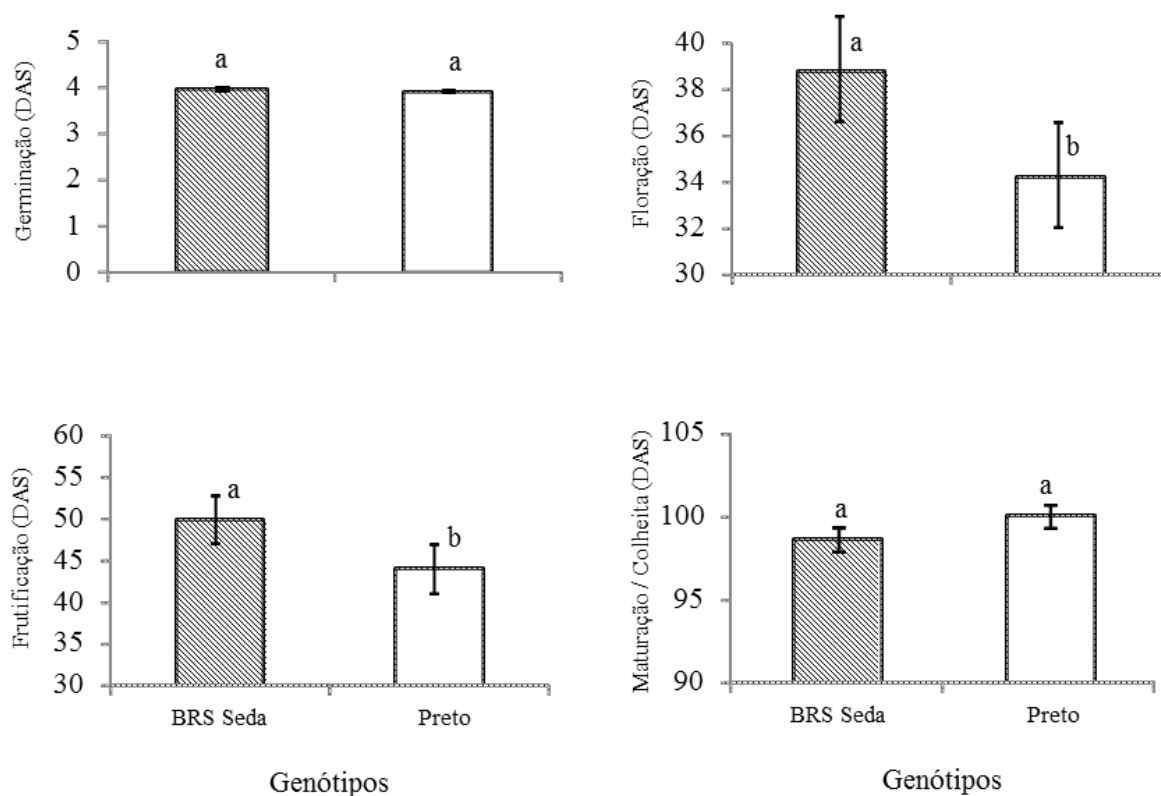 Germinação (DAS)
5
4
3
2
1
0
a
a
Floração (DAS)
40
38
36
34
32
30
a
b
Frutificação (DAS)
60
55
50
45
40
35
30
a
b
BRS Seda
Preto
Genótipos
Maturação / Colheita (DAS)
105
100
95
90
a
a
BRS Seda
Preto
Genótipos